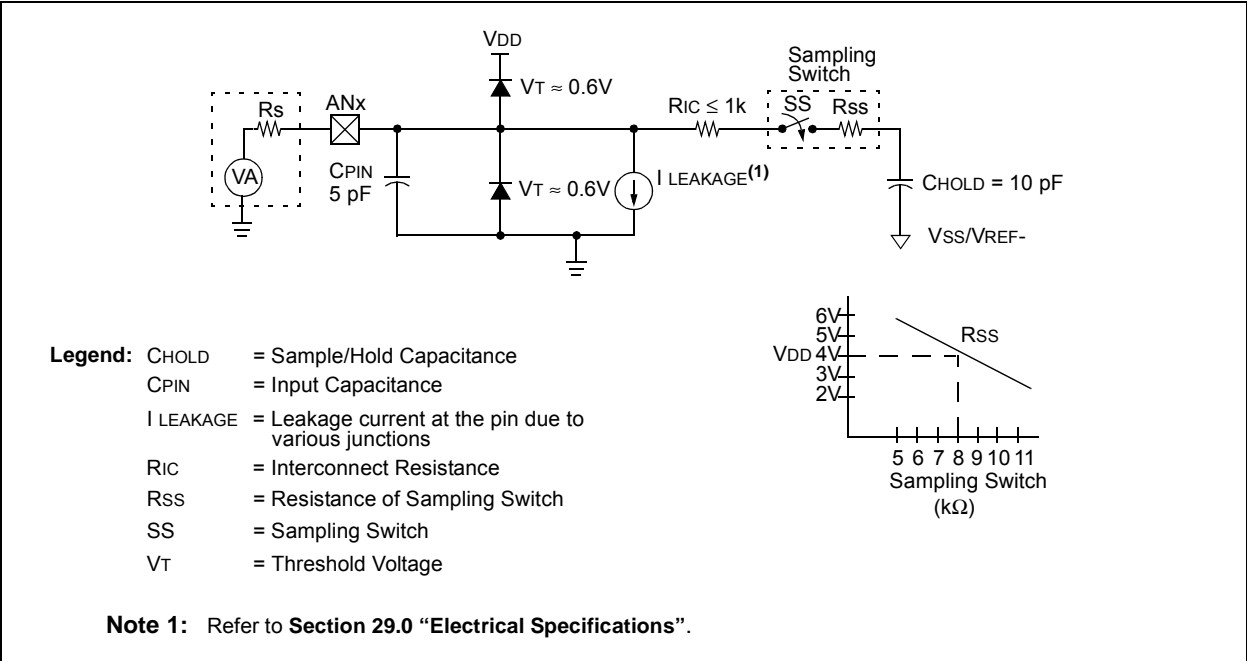 VDD
Sampling
Switch
VT ≈ 0.6V
Rs
ANx
RIC ≤ 1k
SS
Rss
VA
CPIN
5 pF
VT ≈ 0.6V
I LEAKAGE(1)
CHOLD = 10 pF
VSS/VREF-
6V
5V
VDD 4V
3V
2V
RSS
5 6 7 8 9 10 11
Sampling Switch
(kΩ)
Legend: CHOLD = Sample/Hold Capacitance
CPIN = Input Capacitance
I LEAKAGE = Leakage current at the pin due to
various junctions
RIC = Interconnect Resistance
RSS = Resistance of Sampling Switch
SS = Sampling Switch
VT = Threshold Voltage
Note 1: Refer to Section 29.0 “Electrical Specifications”.